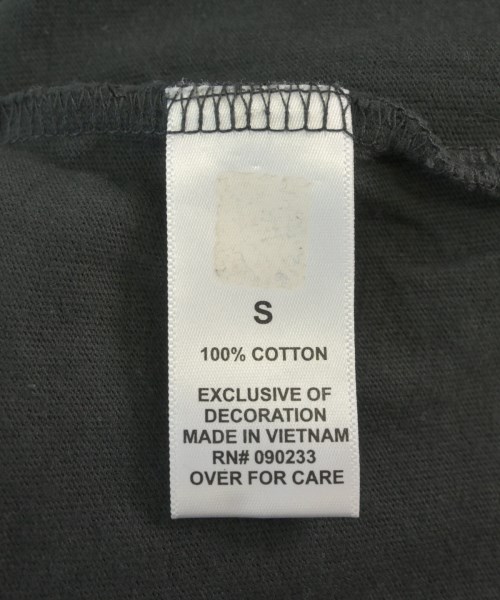 S
100% COTTON
EXCLUSIVE OF
DECORATION
MADE IN VIETNAM
RN# 090233
OVER FOR CARE